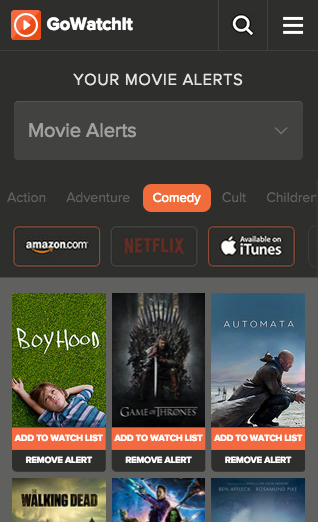 GoWatchIt
YOUR MOVIE ALERTS
Movie Alerts
Action Adventure Comedy Cult Children
amazon.com NETFLIX Available on iTunes
BOYHOOD GAME OF THRONES AUTOMATA
ADD TO WATCH LIST ADD TO WATCH LIST ADD TO WATCH LIST
REMOVE ALERT REMOVE ALERT REMOVE ALERT
THE WALKING DEAD BEN AFFLECK ROSAMUND PIKE